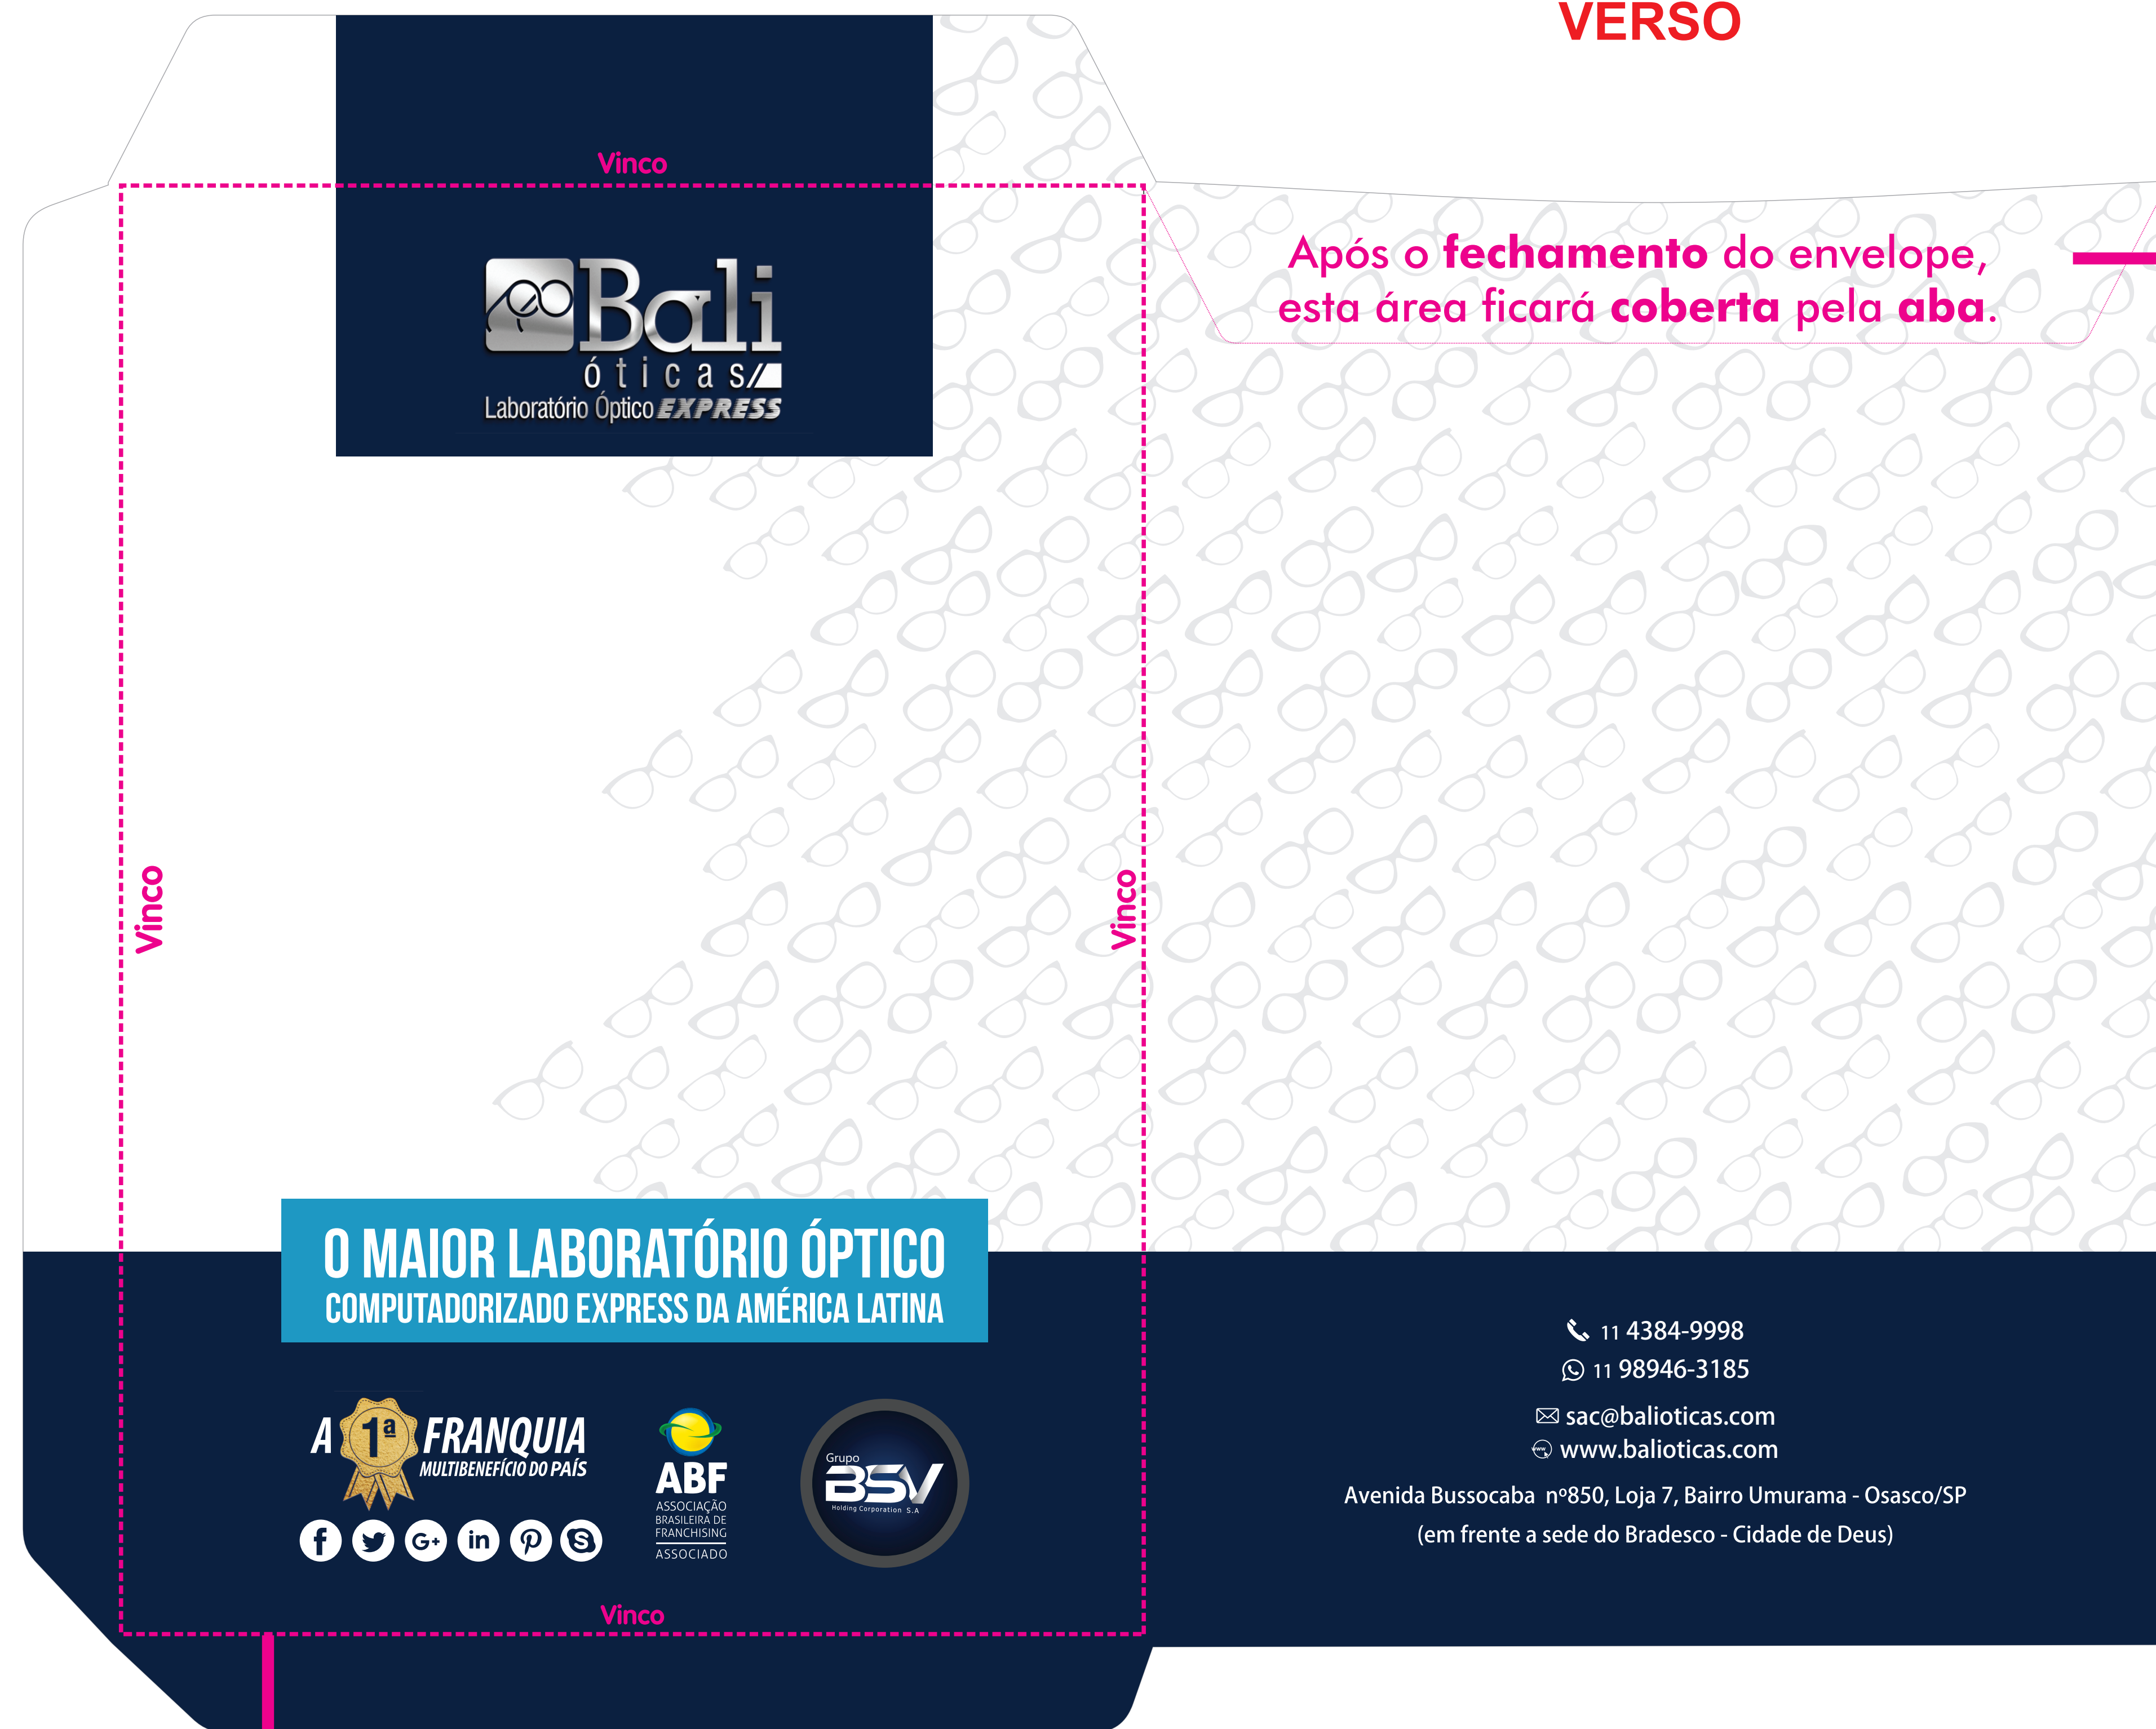 VERSO
Vinco
Bali
óticas
Laboratório Óptico EXPRESS
Após o fechamento do envelope,
esta área ficará coberta pela aba.
Vinco
Vinco
O MAIOR LABORATÓRIO ÓPTICO
COMPUTADORIZADO EXPRESS DA AMÉRICA LATINA
A 1ª FRANQUIA
MULTIBENEFÍCIO DO PAÍS
ABF
ASSOCIAÇÃO
BRASILEIRA DE
FRANCHISING
ASSOCIADO
Grupo
BSV
Holding Corporation S.A
Vinco
11 4384-9998
11 98946-3185
sac@balioticas.com
www www.balioticas.com
Avenida Bussocaba nº850, Loja 7, Bairro Umurama - Osasco/SP
(em frente a sede do Bradesco - Cidade de Deus)